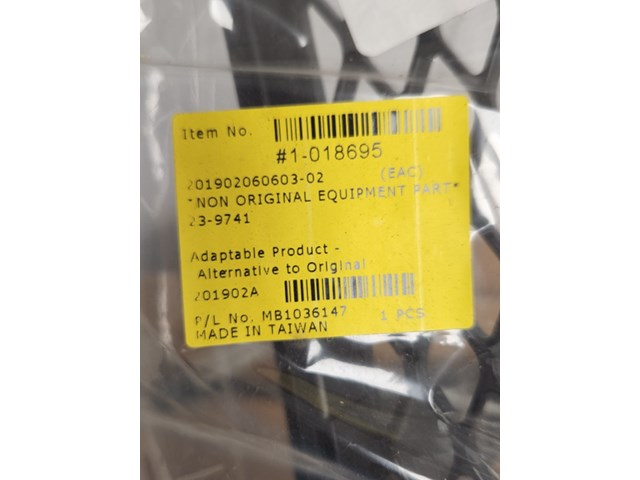 Item No.
#1-018695
201902060603-02 (EAC)
"NON ORIGINAL EQUIPMENT PART"
23-9741
Adaptable Product -
Alternative to Original
201902A
P/L No. MB1036147 1 PCS
MADE IN TAIWAN